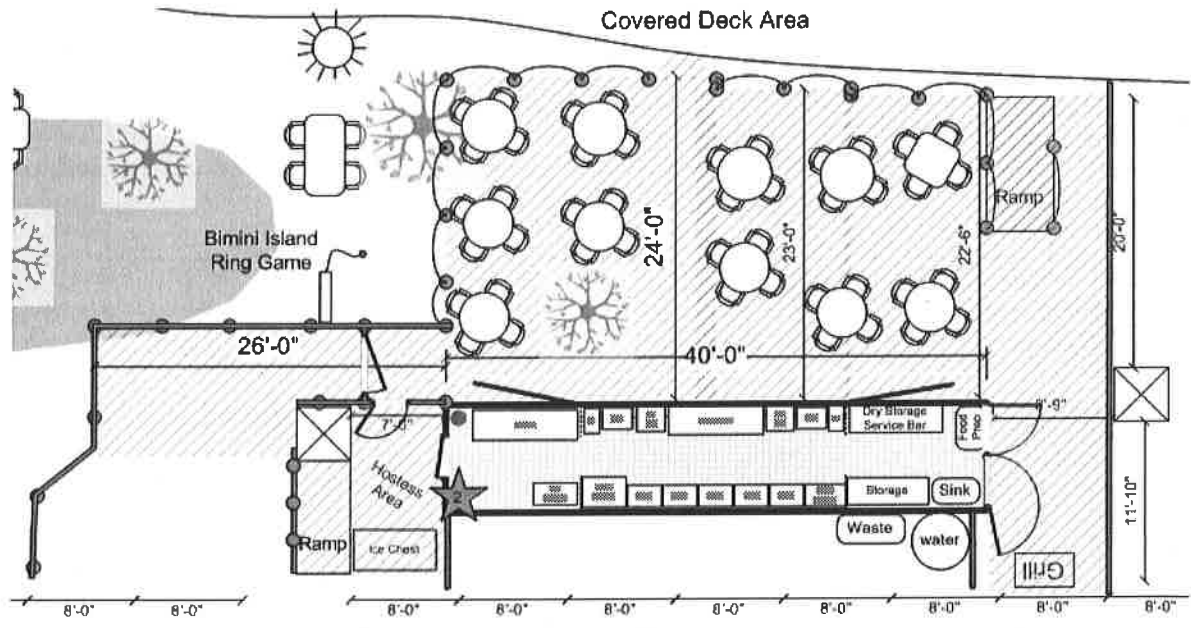 Covered Deck Area
Bimini Island
Ring Game
24'-0"
23'-0"
22'-6"
Ramp
20'-0"
26'-0"
40'-0"
7'-6"
Dry Storage
Service Bar
Food
Prep
Hostess
Area
2
Storage
Sink
11'-10"
Ramp
Ice Chest
Waste
water
Grill
8'-0"
8'-0"
8'-0"
8'-0"
8'-0"
8'-0"
8'-0"
8'-0"
8'-0"